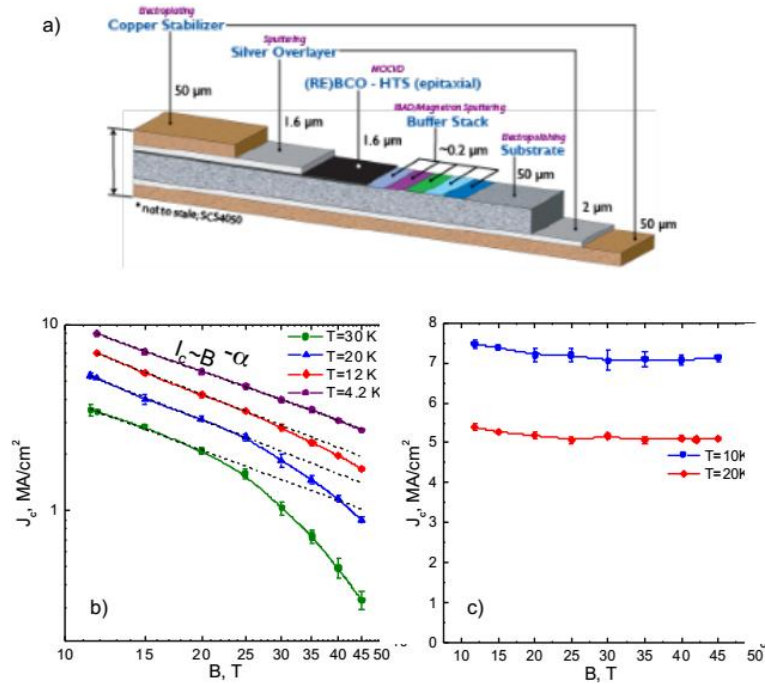 a)
Electroplating
Copper Stabilizer
Sputtering
Silver Overlayer
MOCVD
(RE)BCO - HTS (epitaxial)
IBAD/Magnetron Sputtering
Buffer Stack
Electropolishing
Substrate
50 μm
1.6 μm
1.6 μm
~0.2 μm
50 μm
2 μm
50 μm
* not to scale; SCS4050
b)
J_c, MA/cm²
10
1
I_c~B^-α
T=30 K
T=20 K
T=12 K
T=4.2 K
10 15 20 25 30 35 40 45 50
B, T
c)
J_c, MA/cm²
8
7
6
5
4
3
2
1
0
T=10K
T=20K
10 15 20 25 30 35 40 45 50
B, T